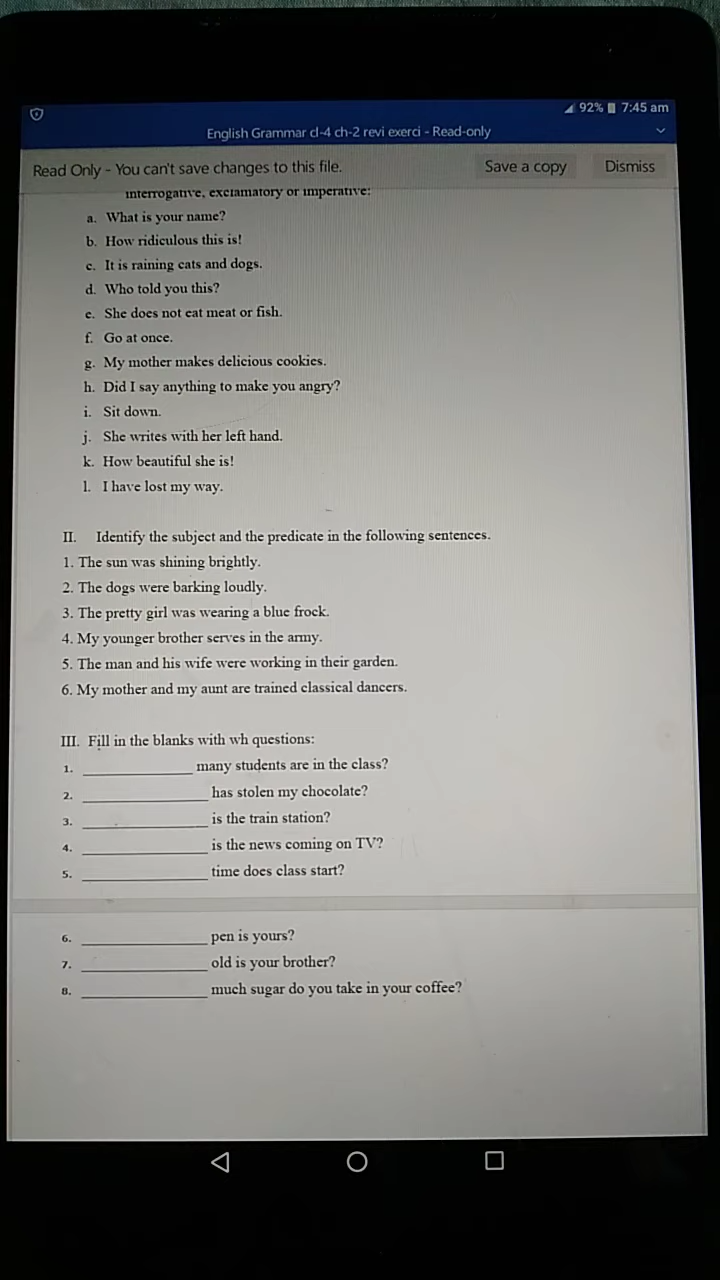 92% 7:45 am
English Grammar cl-4 ch-2 revi exerci - Read-only
Read Only - You can't save changes to this file. Save a copy Dismiss
interrogative, exclamatory or imperative:
a. What is your name?
b. How ridiculous this is!
c. It is raining cats and dogs.
d. Who told you this?
e. She does not eat meat or fish.
f. Go at once.
g. My mother makes delicious cookies.
h. Did I say anything to make you angry?
i. Sit down.
j. She writes with her left hand.
k. How beautiful she is!
l. I have lost my way.
II. Identify the subject and the predicate in the following sentences.
1. The sun was shining brightly.
2. The dogs were barking loudly.
3. The pretty girl was wearing a blue frock.
4. My younger brother serves in the army.
5. The man and his wife were working in their garden.
6. My mother and my aunt are trained classical dancers.
III. Fill in the blanks with wh questions:
1. ____________ many students are in the class?
2. ____________ has stolen my chocolate?
3. ____________ is the train station?
4. ____________ is the news coming on TV?
5. ____________ time does class start?
6. ____________ pen is yours?
7. ____________ old is your brother?
8. ____________ much sugar do you take in your coffee?